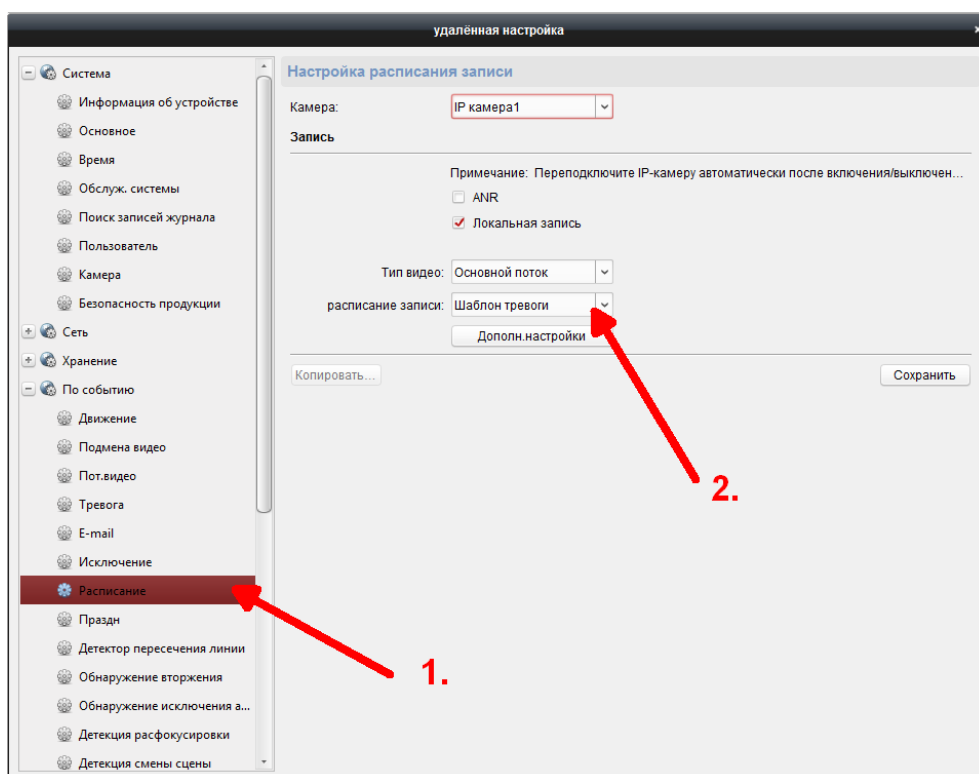 удалённая настройка
Система
Информация об устройстве
Основное
Время
Обслуж. системы
Поиск записей журнала
Пользователь
Камера
Безопасность продукции
Сеть
Хранение
По событию
Движение
Подмена видео
Пот.видео
Тревога
E-mail
Исключение
Расписание
Праздн
Детектор пересечения линии
Обнаружение вторжения
Обнаружение исключения а...
Детекция расфокусировки
Детекция смены сцены
Настройка расписания записи
Камера: IP камера1
Запись
Примечание: Переподключите IP-камеру автоматически после включения/выключен...
ANR
Локальная запись
Тип видео: Основной поток
расписание записи: Шаблон тревоги
Дополн.настройки
Копировать... Сохранить
2.
1.